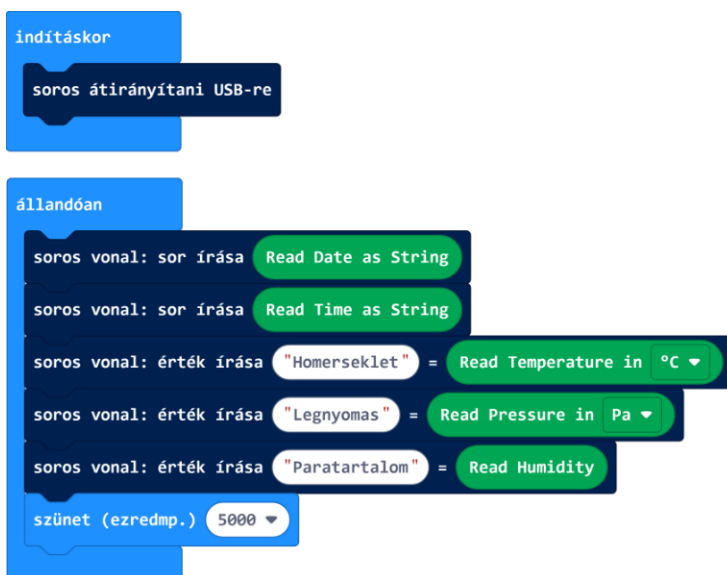 indításkor
soros átirányítani USB-re
állandóan
soros vonal: sor írása Read Date as String
soros vonal: sor írása Read Time as String
soros vonal: érték írása "Homerseklet" = Read Temperature in °C
soros vonal: érték írása "Legnyomas" = Read Pressure in Pa
soros vonal: érték írása "Paratartalom" = Read Humidity
szünet (ezredmp.) 5000